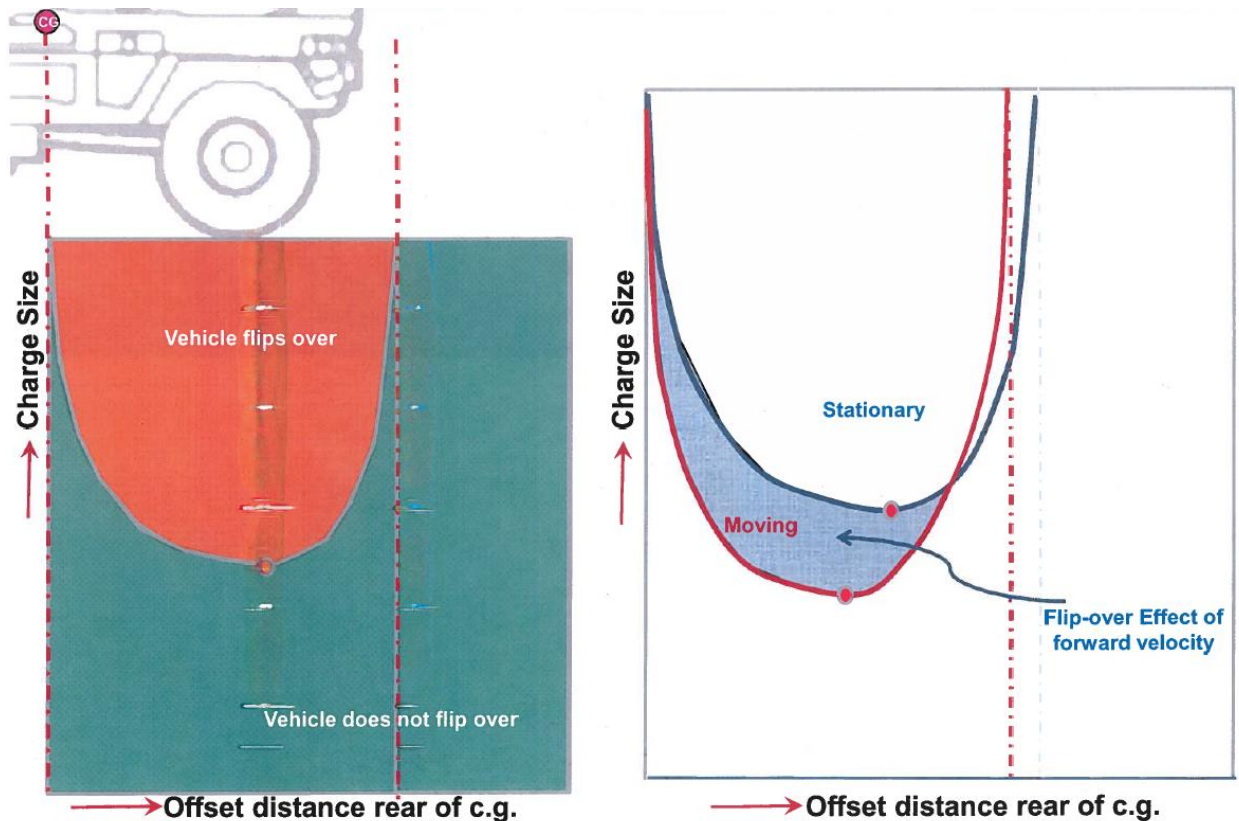 CG
Charge Size
Vehicle flips over
Vehicle does not flip over
Offset distance rear of c.g.
Charge Size
Stationary
Moving
Flip-over Effect of
forward velocity
Offset distance rear of c.g.